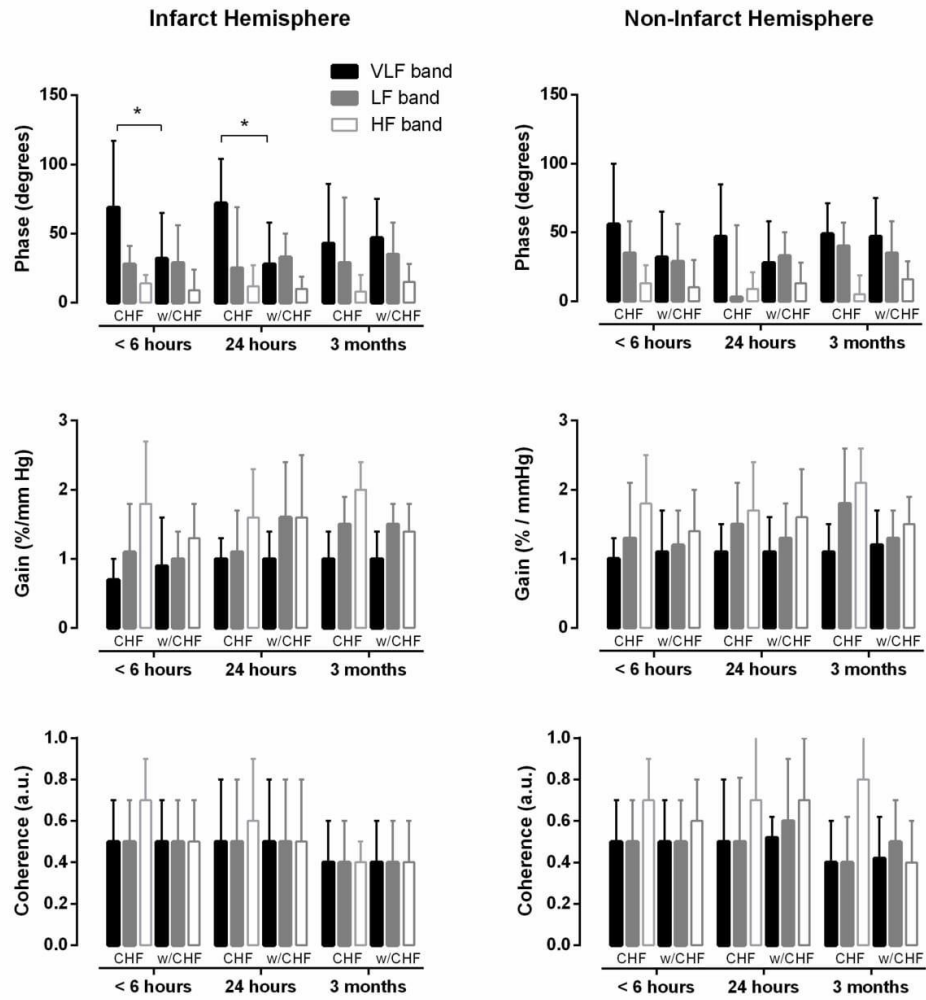 Infarct Hemisphere
Non-Infarct Hemisphere
VLF band
LF band
HF band
Phase (degrees)
150
100
50
0
*
*
CHF w/CHF CHF w/CHF CHF w/CHF
< 6 hours 24 hours 3 months
Phase (degrees)
150
100
50
0
CHF w/CHF CHF w/CHF CHF w/CHF
< 6 hours 24 hours 3 months
Gain (%/mm Hg)
3
2
1
0
CHF w/CHF CHF w/CHF CHF w/CHF
< 6 hours 24 hours 3 months
Gain (% / mmHg)
3
2
1
0
CHF w/CHF CHF w/CHF CHF w/CHF
< 6 hours 24 hours 3 months
Coherence (a.u.)
1.0
0.8
0.6
0.4
0.2
0.0
CHF w/CHF CHF w/CHF CHF w/CHF
< 6 hours 24 hours 3 months
Coherence (a.u.)
1.0
0.8
0.6
0.4
0.2
0.0
CHF w/CHF CHF w/CHF CHF w/CHF
< 6 hours 24 hours 3 months